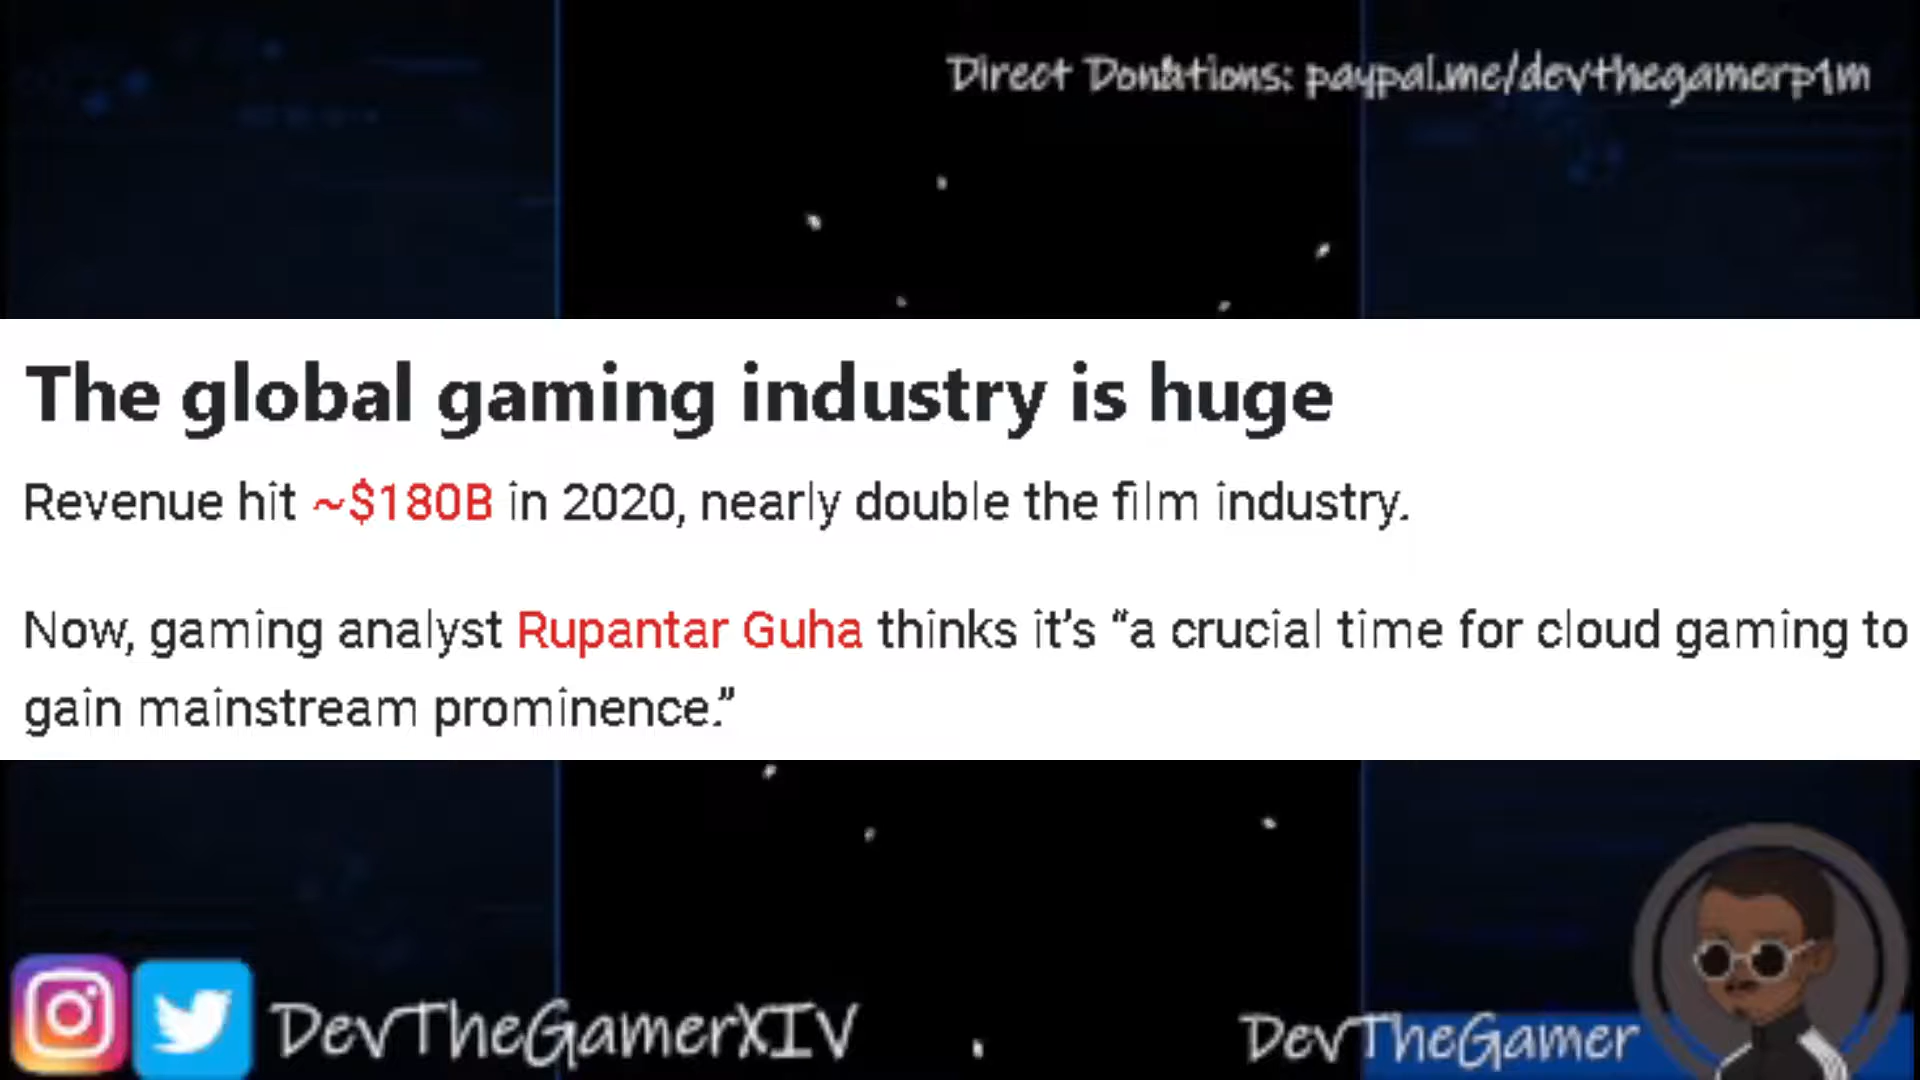 Direct Donations: paypal.me/devthegamerp1m
The global gaming industry is huge
Revenue hit ~$180B in 2020, nearly double the film industry.
Now, gaming analyst Rupantar Guha thinks it’s “a crucial time for cloud gaming to
gain mainstream prominence.”
DevTheGamerXIV
DevTheGamer